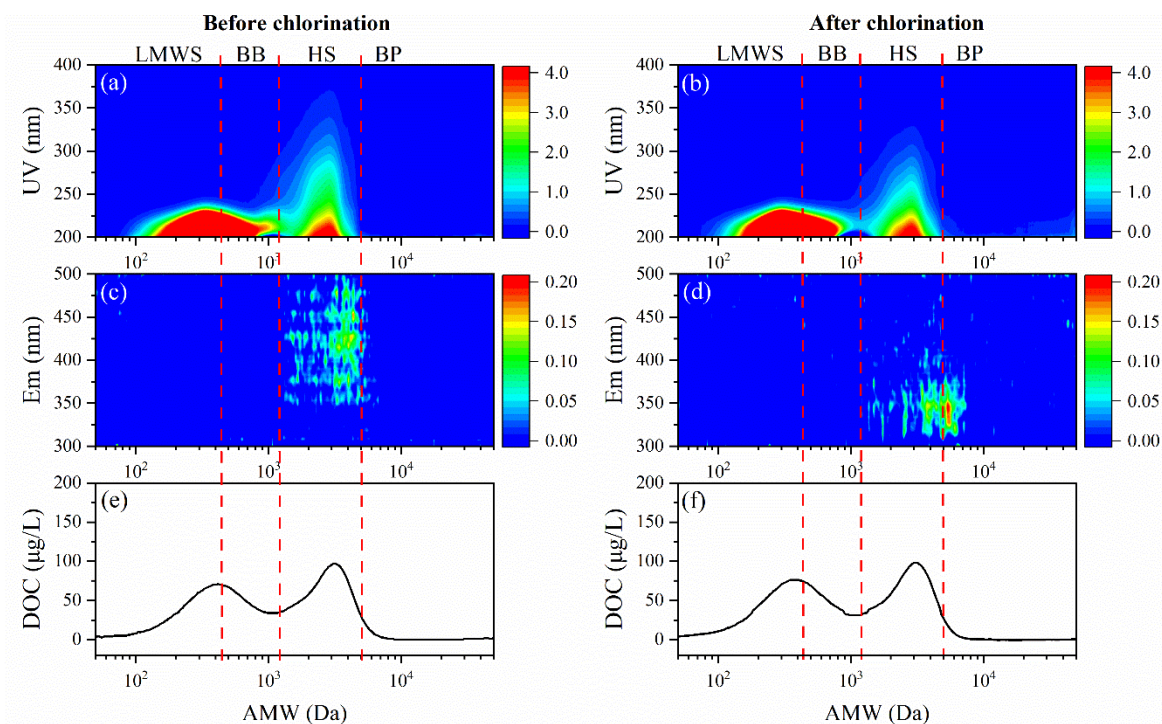 Before chlorination
After chlorination
LMWS BB HS BP
LMWS BB HS BP
(a)
UV (nm)
400
350
300
250
200
10² 10³ 10⁴
4.0
3.0
2.0
1.0
0.0
(b)
UV (nm)
400
350
300
250
200
10² 10³ 10⁴
4.0
3.0
2.0
1.0
0.0
(c)
Em (nm)
500
450
400
350
300
10² 10³ 10⁴
0.20
0.15
0.10
0.05
0.00
(d)
Em (nm)
500
450
400
350
300
10² 10³ 10⁴
0.20
0.15
0.10
0.05
0.00
(e)
DOC (µg/L)
200
150
100
50
0
10² 10³ 10⁴
AMW (Da)
(f)
DOC (µg/L)
200
150
100
50
0
10² 10³ 10⁴
AMW (Da)